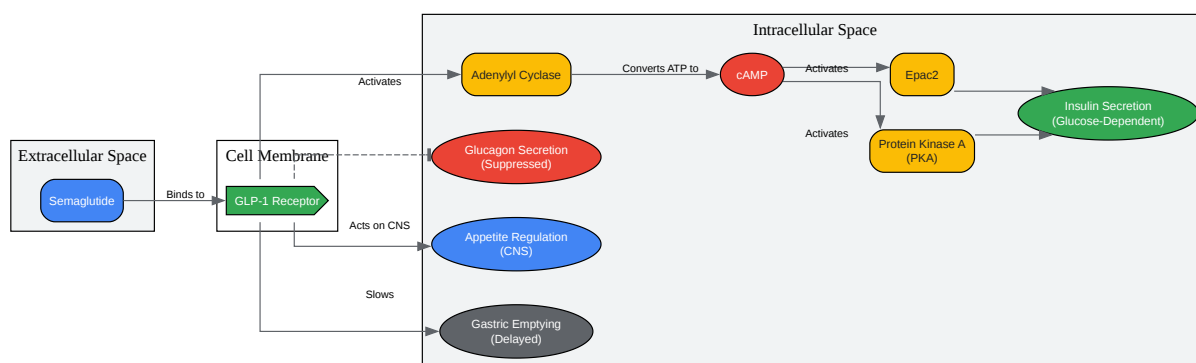 Intracellular Space
Adenylyl Cyclase
Converts ATP to
cAMP
Activates
Epac2
Activates
Insulin Secretion
(Glucose-Dependent)
Activates
Protein Kinase A
(PKA)
Extracellular Space
Cell Membrane
Glucagon Secretion
(Suppressed)
Semaglutide
Binds to
GLP-1 Receptor
Acts on CNS
Appetite Regulation
(CNS)
Slows
Gastric Emptying
(Delayed)